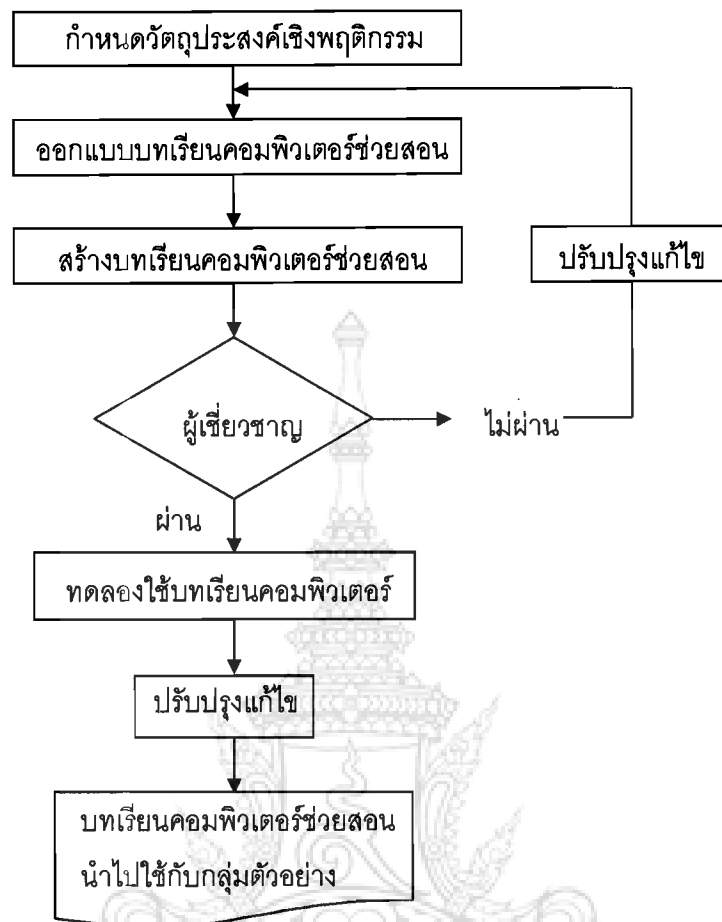 กำหนดวัตถุประสงค์เชิงพฤติกรรม
ออกแบบบทเรียนคอมพิวเตอร์ช่วยสอน
สร้างบทเรียนคอมพิวเตอร์ช่วยสอน
ปรับปรุงแก้ไข
ผู้เชี่ยวชาญ
ไม่ผ่าน
ผ่าน
ทดลองใช้บทเรียนคอมพิวเตอร์
ปรับปรุงแก้ไข
บทเรียนคอมพิวเตอร์ช่วยสอน
นำไปใช้กับกลุ่มตัวอย่าง